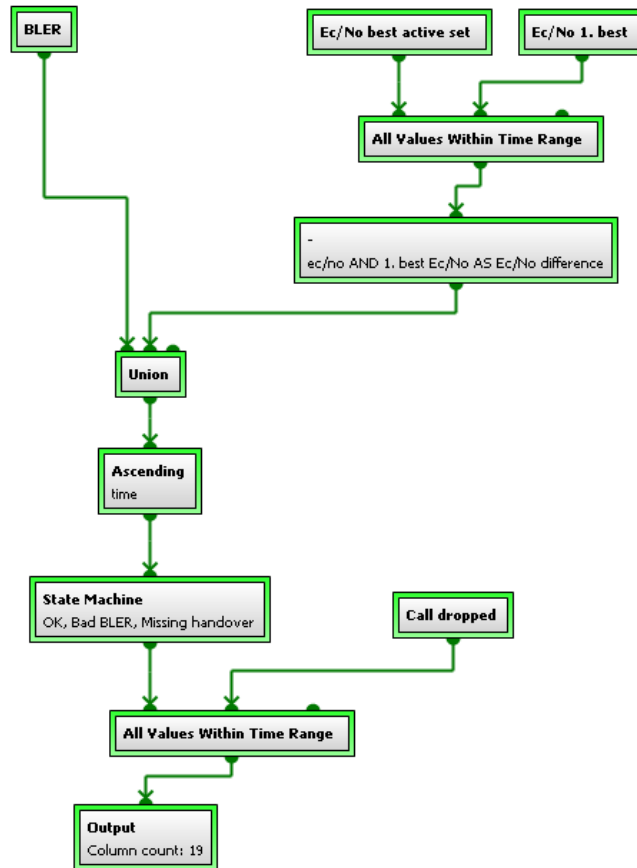 BLER
Ec/No best active set
Ec/No 1. best
All Values Within Time Range
-
ec/no AND 1. best Ec/No AS Ec/No difference
Union
Ascending
time
State Machine
OK, Bad BLER, Missing handover
Call dropped
All Values Within Time Range
Output
Column count: 19